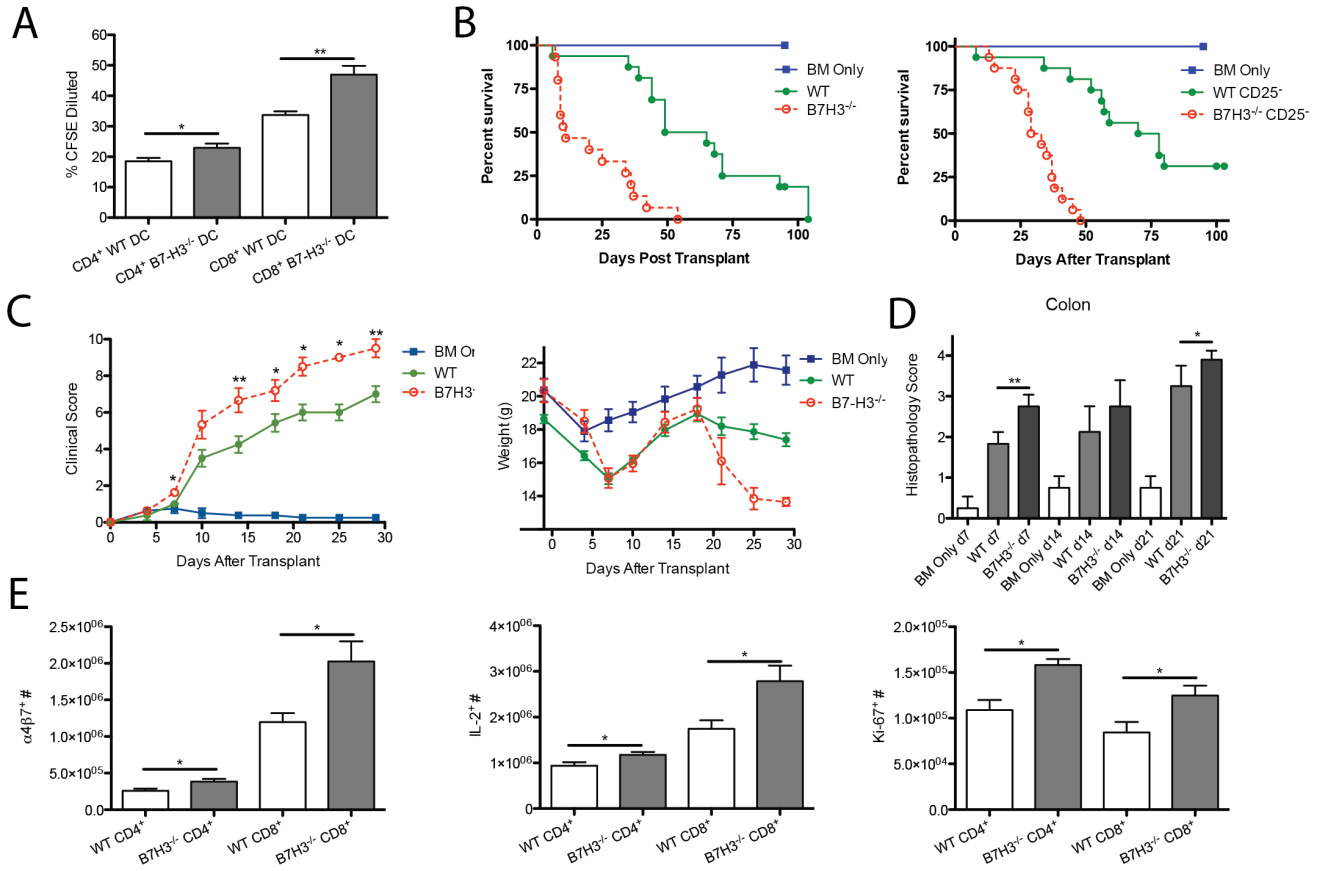 A
% CFSE Diluted
60
50
40
30
20
10
0
*
**
CD4+ WT DC
CD4+ B7-H3-/- DC
CD8+ WT DC
CD8+ B7-H3-/- DC
B
Percent survival
100
75
50
25
0
0 25 50 75 100
Days Post Transplant
BM Only
WT
B7H3-/-
Percent survival
100
75
50
25
0
0 25 50 75 100
Days After Transplant
BM Only
WT CD25-
B7H3-/- CD25-
C
Clinical Score
10
8
6
4
2
0
0 5 10 15 20 25 30
Days After Transplant
*
**
*
*
*
**
BM Or
WT
B7H3-
Weight (g)
22
20
18
16
14
0 5 10 15 20 25 30
Days After Transplant
BM Only
WT
B7-H3-/-
D
Colon
Histopathology Score
4
3
2
1
0
**
*
BM Only d7
WT d7
B7H3-/- d7
BM Only d14
WT d14
B7H3-/- d14
BM Only d21
WT d21
B7H3-/- d21
E
α4β7+ #
2.5×10⁰⁶
2.0×10⁰⁶
1.5×10⁰⁶
1.0×10⁰⁶
5.0×10⁰⁵
0.0
*
*
WT CD4+
B7H3-/- CD4+
WT CD8+
B7H3-/- CD8+
IL-2+ #
4×10⁰⁶
3×10⁰⁶
2×10⁰⁶
1×10⁰⁶
0
*
*
WT CD4+
B7H3-/- CD4+
WT CD8+
B7H3-/- CD8+
Ki-67+ #
2.0×10⁰⁵
1.5×10⁰⁵
1.0×10⁰⁵
5.0×10⁰⁴
0.0
*
*
WT CD4+
B7H3-/- CD4+
WT CD8+
B7H3-/- CD8+